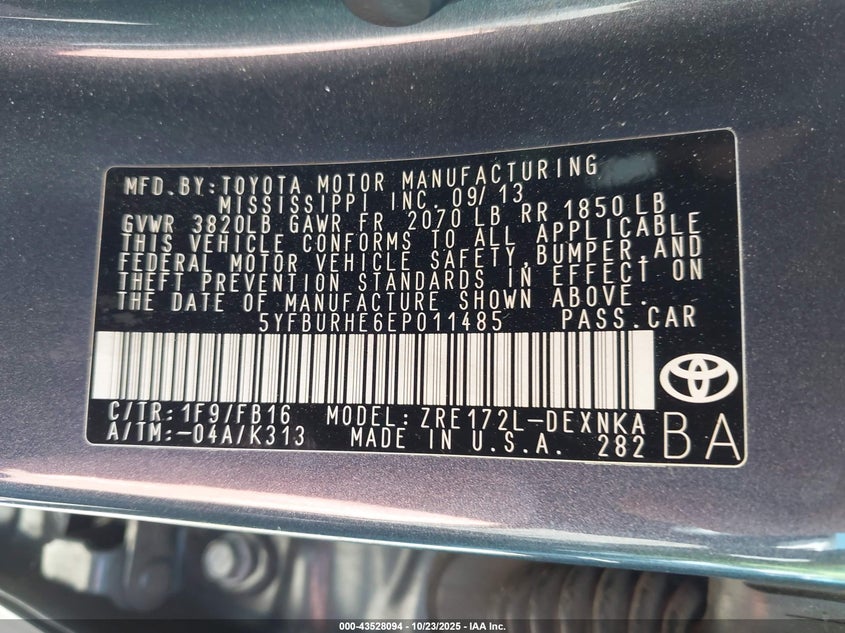 MFD. BY: TOYOTA MOTOR MANUFACTURING
MISSISSIPPI INC. 09/13
GVWR 3820LB GAWR FR 2070 LB RR 1850 LB
THIS VEHICLE CONFORMS TO ALL APPLICABLE
FEDERAL MOTOR VEHICLE SAFETY, BUMPER, AND
THEFT PREVENTION STANDARDS IN EFFECT ON
THE DATE OF MANUFACTURE SHOWN ABOVE.
5YFBURHE6EP011485 PASS. CAR
C/TR: 1F9/FB16 MODEL: ZRE172L-DEXNKA
A/TM: -04A/K313 MADE IN U.S.A. 282
BA
000-43528094 | 10/23/2025 - IAA Inc.